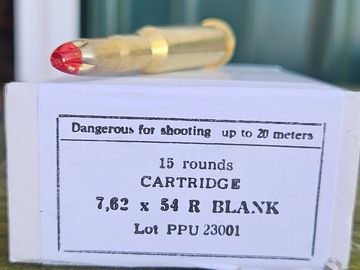 Dangerous for shooting up to 20 meters
15 rounds
CARTRIDGE
7,62 x 54 R BLANK
Lot PPU 23001